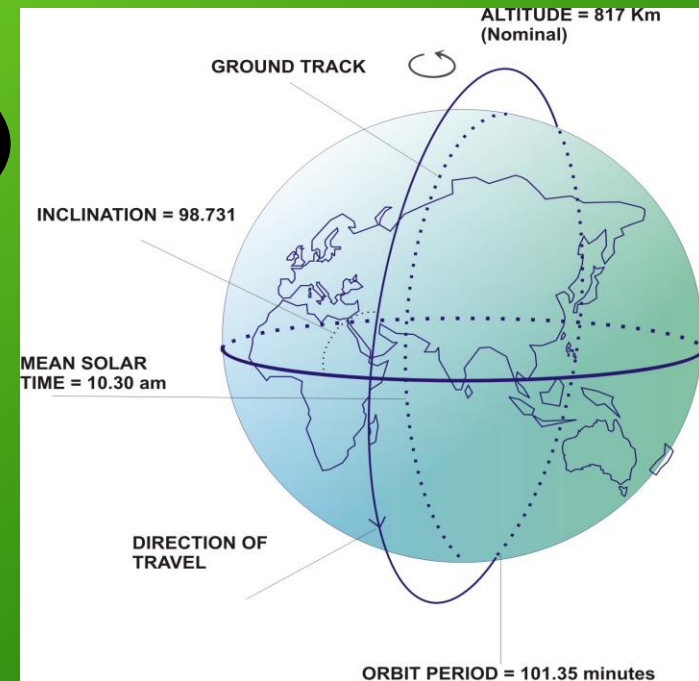 ALTITUDE = 817 Km
(Nominal)
GROUND TRACK
INCLINATION = 98.731
MEAN SOLAR
TIME = 10.30 am
DIRECTION OF
TRAVEL
ORBIT PERIOD = 101.35 minutes